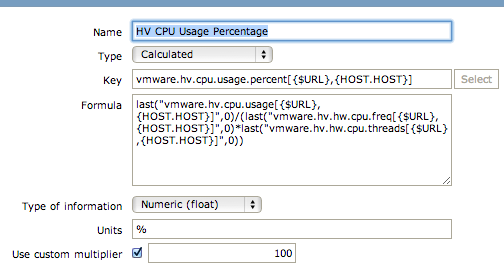 Name HV CPU Usage Percentage
Type Calculated
Key vmware.hv.cpu.usage.percent[{$URL},{HOST.HOST}] Select
Formula last("vmware.hv.cpu.usage[{$URL},
{HOST.HOST}]",0)/(last("vmware.hv.hw.cpu.freq[{$URL},
{HOST.HOST}]",0)*last("vmware.hv.hw.cpu.threads[{$URL}
,{HOST.HOST}]",0))
Type of information Numeric (float)
Units %
Use custom multiplier 100